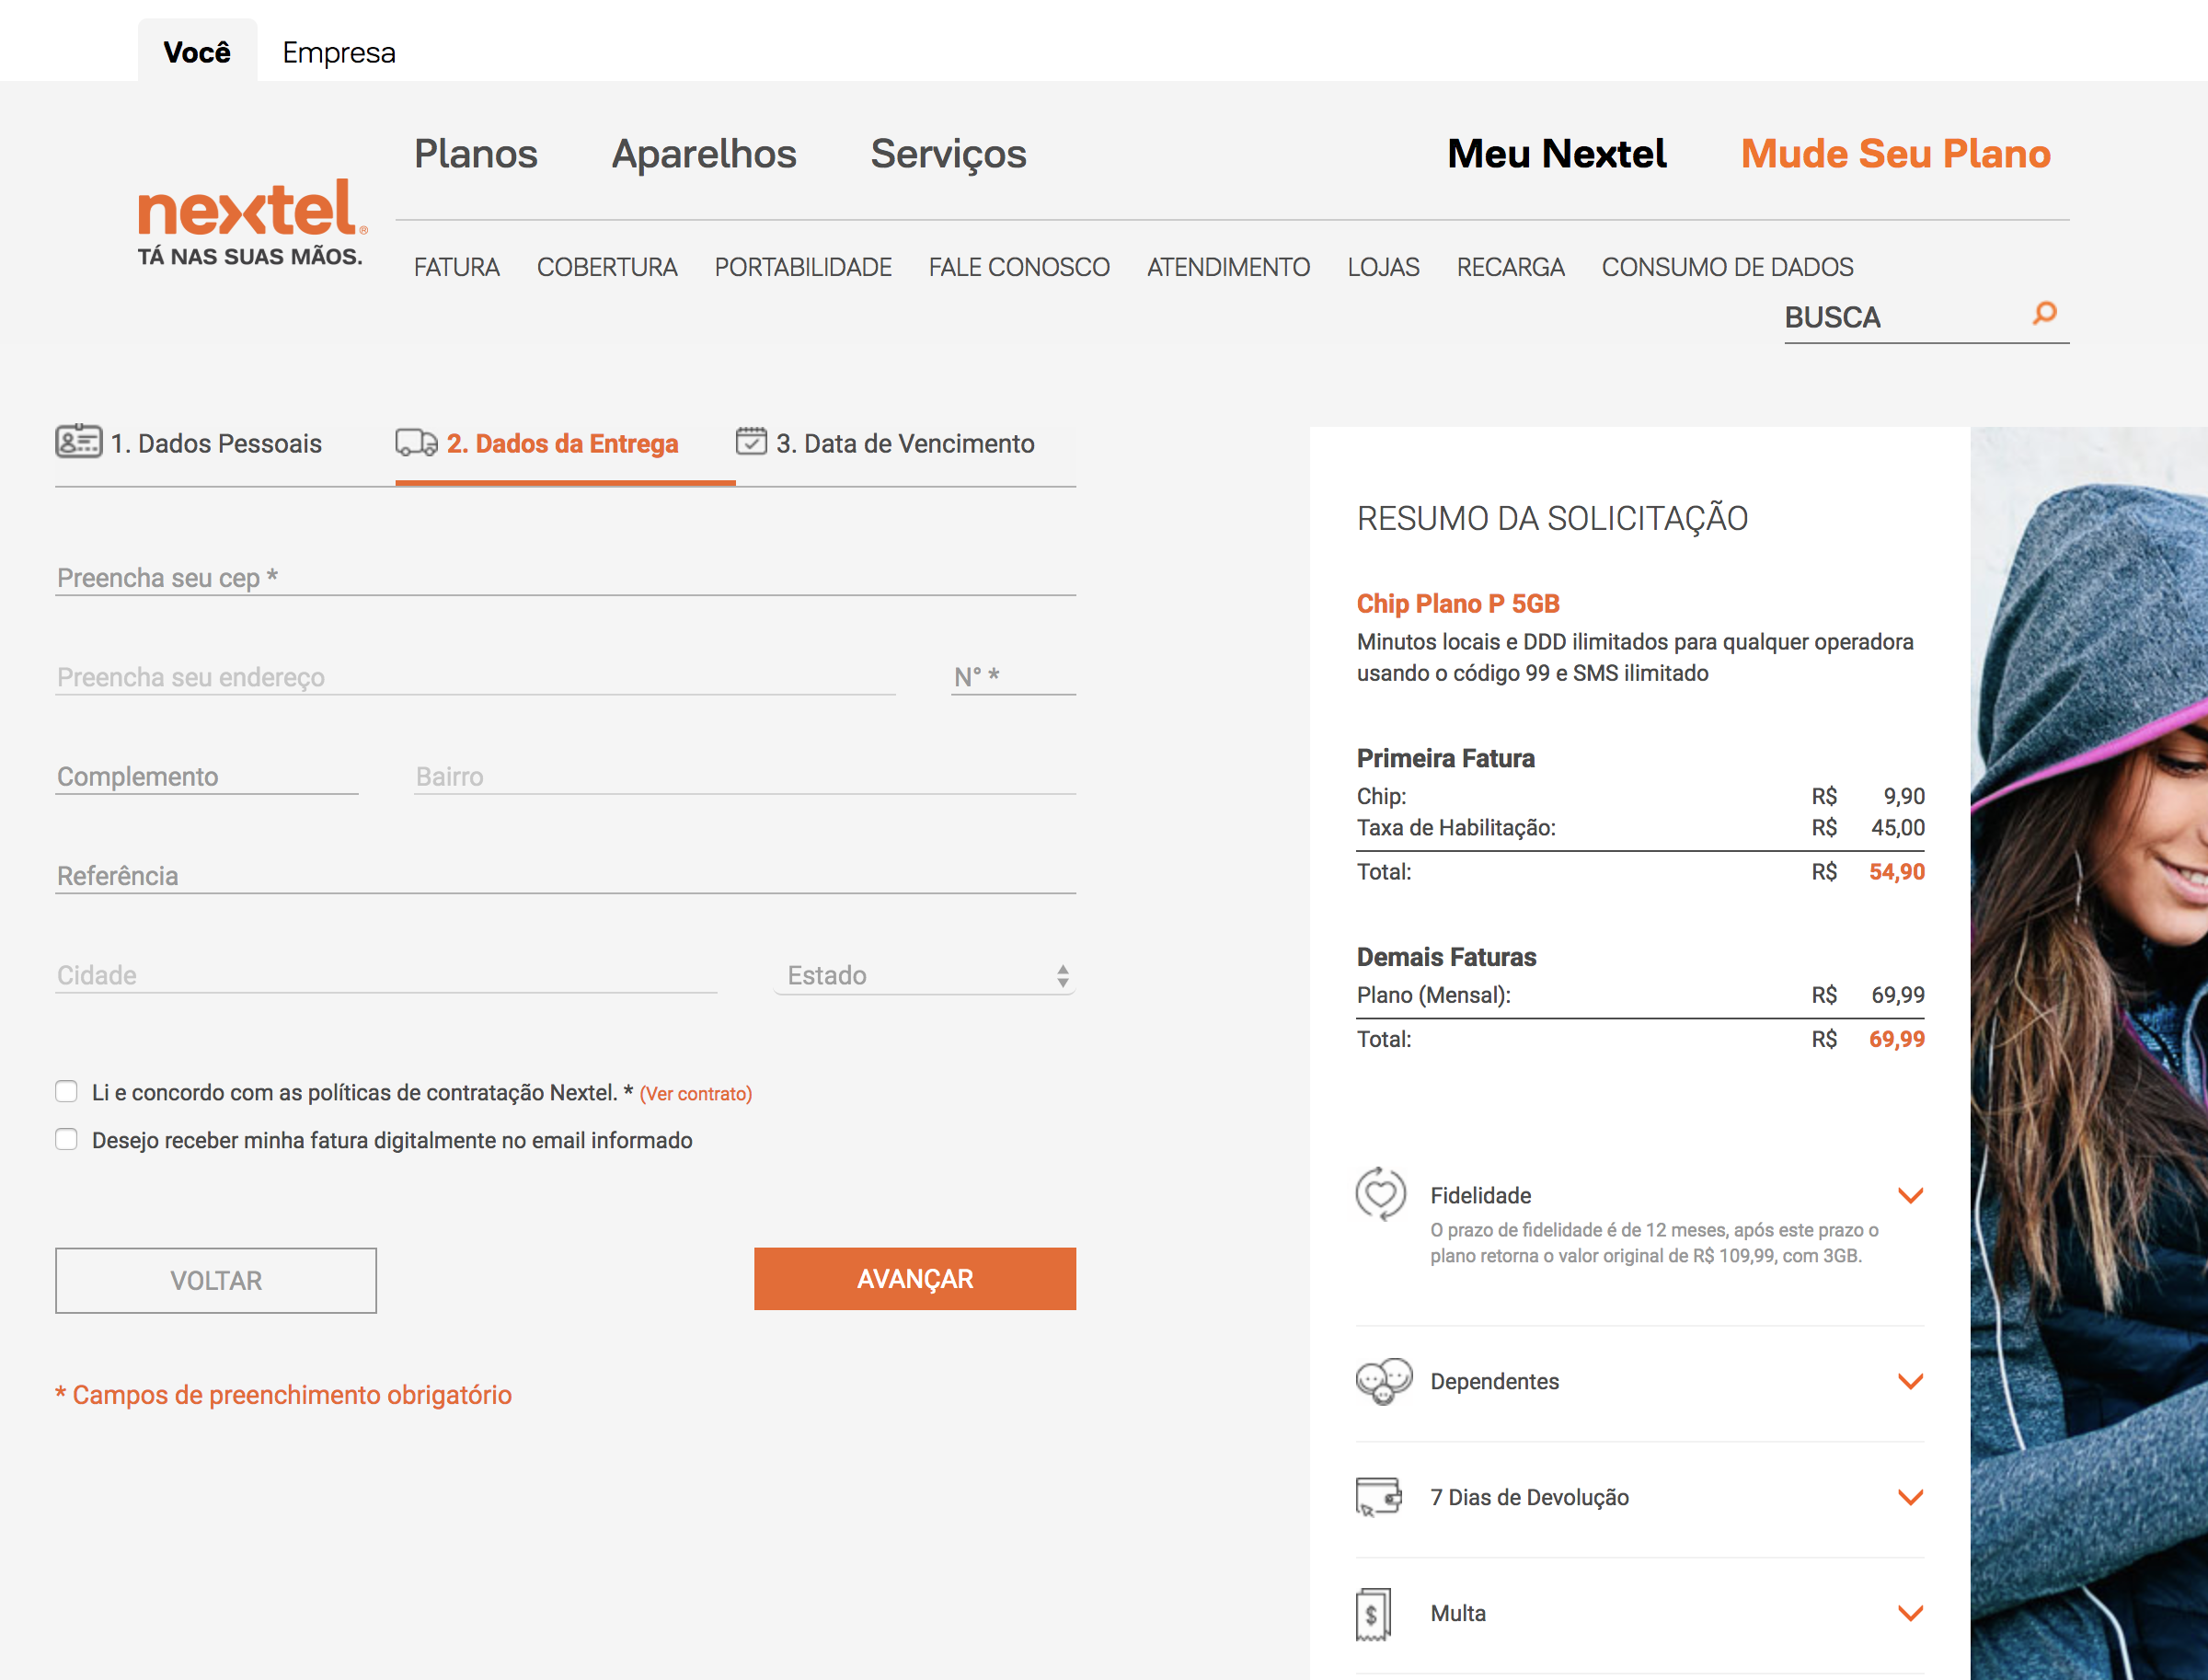 Você Empresa
Planos Aparelhos Serviços Meu Nextel Mude Seu Plano
nextel®
TÁ NAS SUAS MÃOS.
FATURA COBERTURA PORTABILIDADE FALE CONOSCO ATENDIMENTO LOJAS RECARGA CONSUMO DE DADOS
BUSCA
1. Dados Pessoais 2. Dados da Entrega 3. Data de Vencimento
Preencha seu cep *
Preencha seu endereço N° *
Complemento Bairro
Referência
Cidade Estado
Li e concordo com as políticas de contratação Nextel. * (Ver contrato)
Desejo receber minha fatura digitalmente no email informado
VOLTAR AVANÇAR
* Campos de preenchimento obrigatório
RESUMO DA SOLICITAÇÃO
Chip Plano P 5GB
Minutos locais e DDD ilimitados para qualquer operadora
usando o código 99 e SMS ilimitado
Primeira Fatura
Chip: R$ 9,90
Taxa de Habilitação: R$ 45,00
Total: R$ 54,90
Demais Faturas
Plano (Mensal): R$ 69,99
Total: R$ 69,99
Fidelidade
O prazo de fidelidade é de 12 meses, após este prazo o
plano retorna o valor original de R$ 109,99, com 3GB.
Dependentes
7 Dias de Devolução
$ Multa